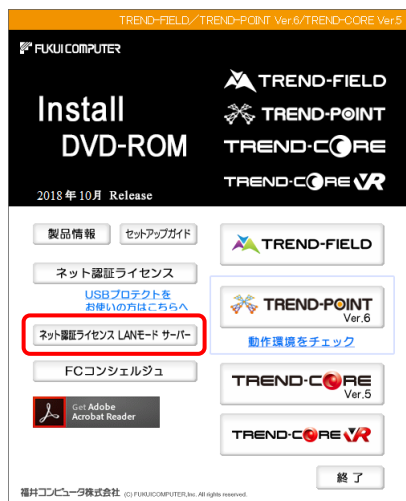 TREND-FIELD/TREND-POINT Ver.6/TREND-CORE Ver.5
FUKUI COMPUTER
Install
DVD-ROM
2018年10月 Release
TREND-FIELD
TREND-POINT
TREND-CORE
TREND-CORE VR
製品情報
セットアップガイド
ネット認証ライセンス
USBプロテクトを
お使いの方はこちらへ
ネット認証ライセンス LANモード サーバー
FCコンシェルジュ
Get Adobe
Acrobat Reader
TREND-FIELD
TREND-POINT
Ver.6
動作環境をチェック
TREND-CORE
Ver.5
TREND-CORE VR
終了
福井コンピュータ株式会社 (C) FUKUICOMPUTER,Inc. All rights reserved.